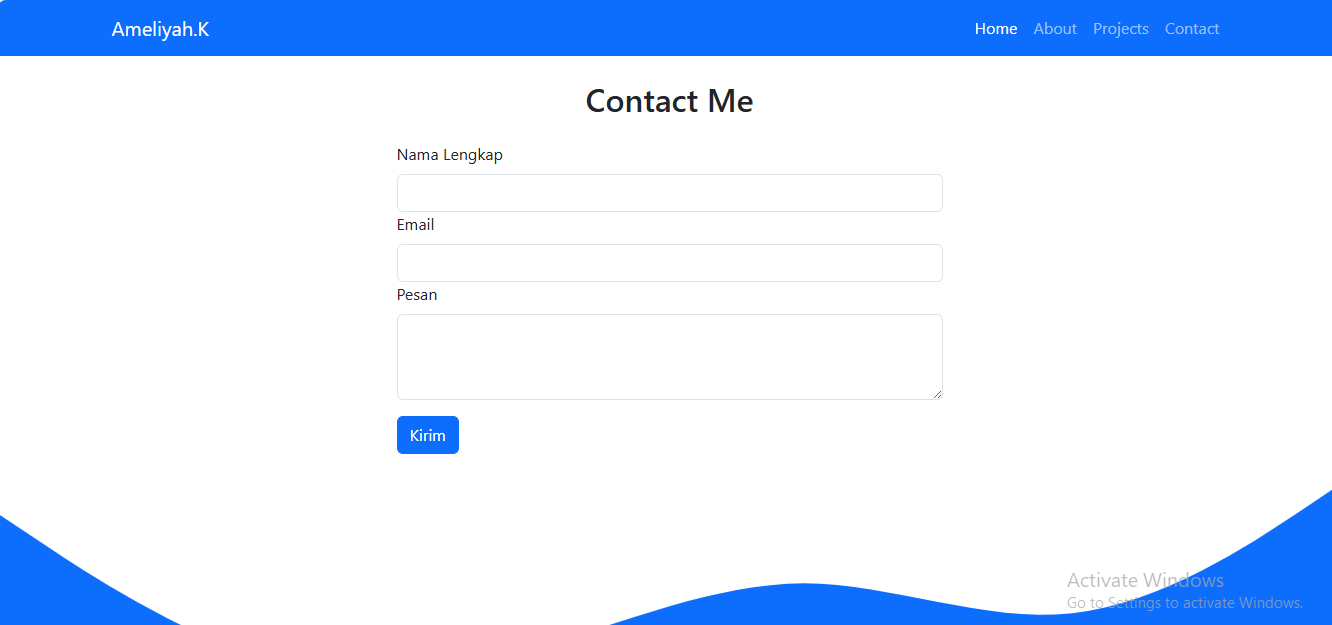 Ameliyah.K
Home About Projects Contact
Contact Me
Nama Lengkap
Email
Pesan
Kirim
Activate Windows
Go to Settings to activate Windows.